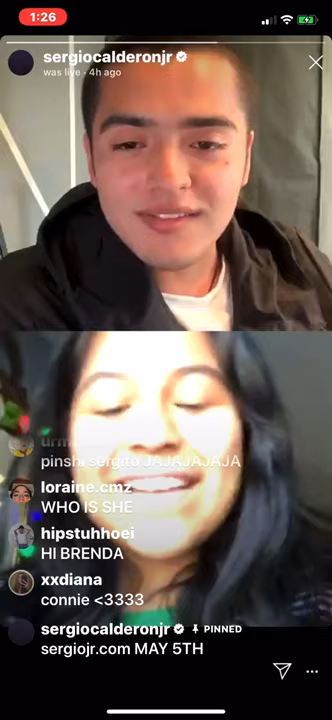 1:26
sergiocalderonjr
was live · 4h ago
urm
pinshi sergito JAJAJAJAJA
loraine.cmz
WHO IS SHE
hipstuhhoei
HI BRENDA
xxdiana
connie <3333
sergiocalderonjr PINNED
sergiojr.com MAY 5TH